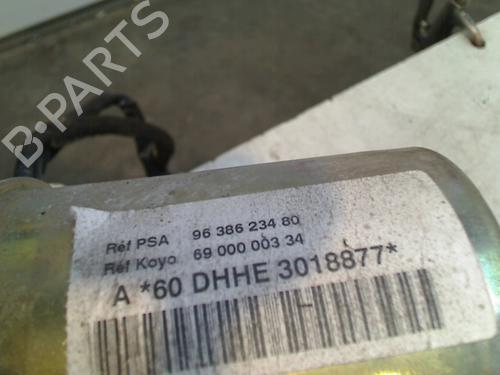 B-PARTS
Réf PSA 96 386 234 80
Réf Koyo 69 000 003 34
A *60 DHHE 3018877*